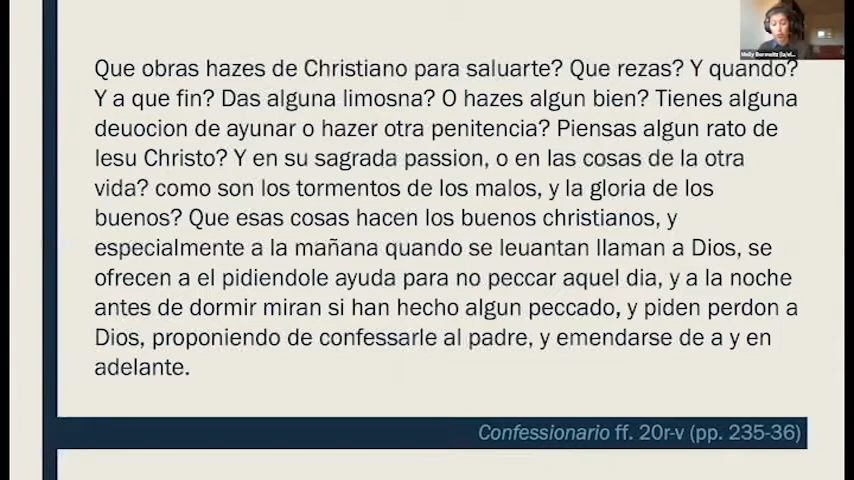 Que obras hazes de Christiano para saluarte? Que rezas? Y quando?
Y a que fin? Das alguna limosna? O hazes algun bien? Tienes alguna
deuocion de ayunar o hazer otra penitencia? Piensas algun rato de
Iesu Christo? Y en su sagrada passion, o en las cosas de la otra
vida? como son los tormentos de los malos, y la gloria de los
buenos? Que esas cosas hacen los buenos christianos, y
especialmente a la mañana quando se leuantan llaman a Dios, se
ofrecen a el pidiendole ayuda para no peccar aquel dia, y a la noche
antes de dormir miran si han hecho algun peccado, y piden perdon a
Dios, proponiendo de confessarle al padre, y emendarse de a y en
adelante.
Confessionario ff. 20r-v (pp. 235-36)